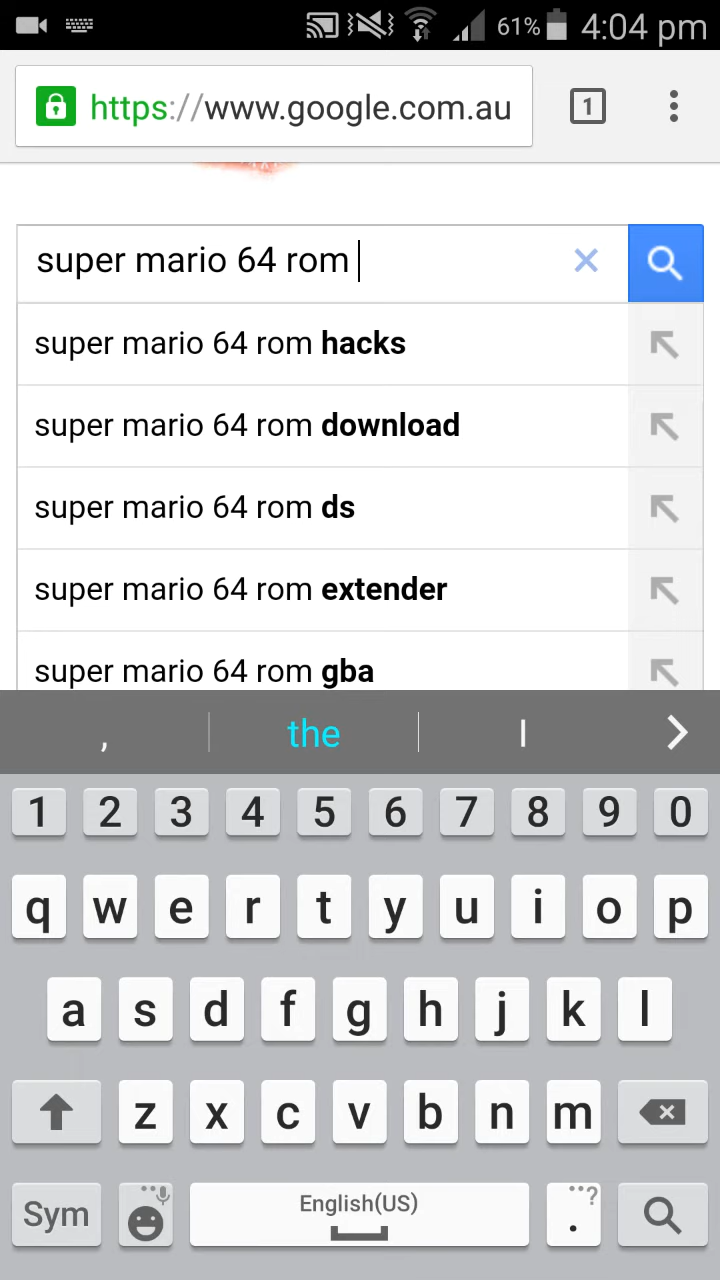 61% 4:04 pm
https://www.google.com.au 1
super mario 64 rom
super mario 64 rom hacks
super mario 64 rom download
super mario 64 rom ds
super mario 64 rom extender
super mario 64 rom gba
, the I
1 2 3 4 5 6 7 8 9 0
q w e r t y u i o p
a s d f g h j k l
z x c v b n m
Sym English(US) . ?